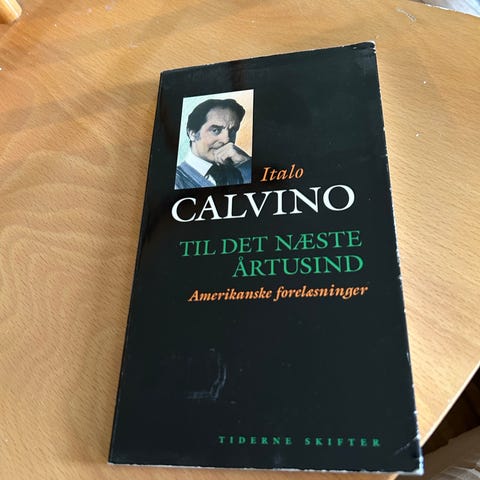 Italo
CALVINO
TIL DET NÆSTE
ÅRTUSIND
Amerikanske forelæsninger
TIDERNE SKIFTER